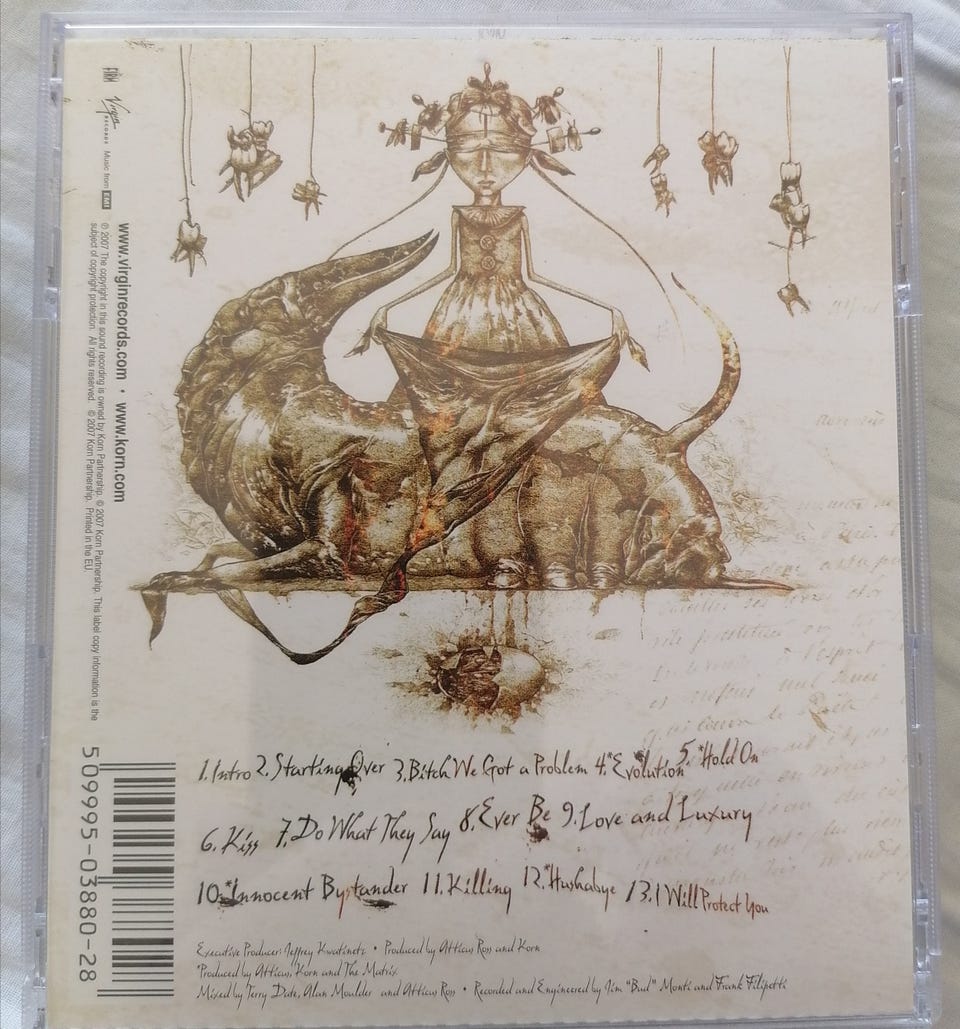 FIRM
Virgin
RECORDS
Music from EMI
www.virginrecords.com • www.korn.com
℗ 2007 The copyright in this sound recording is owned by Korn Partnership. © 2007 Korn Partnership. This label copy information is the
subject of copyright protection. All rights reserved. © 2007 Korn Partnership. Printed in the EU.
5 099995-03880-28
1. Intro 2. Starting Over 3. Bitch We Got a Problem 4. *Evolution 5. *Hold On
6. Kiss 7. Do What They Say 8. Ever Be 9. Love and Luxury
10. *Innocent Bystander 11. Killing 12. *Hushabye 13. I Will Protect You
Executive Producer: Jeffrey Kwatinetz • Produced by Atticus Ross and Korn
*Produced by Atticus, Korn and The Matrix
Mixed by Terry Date, Alan Moulder and Atticus Ross • Recorded and Engineered by Jim "Bud" Monti and Frank Filipetti